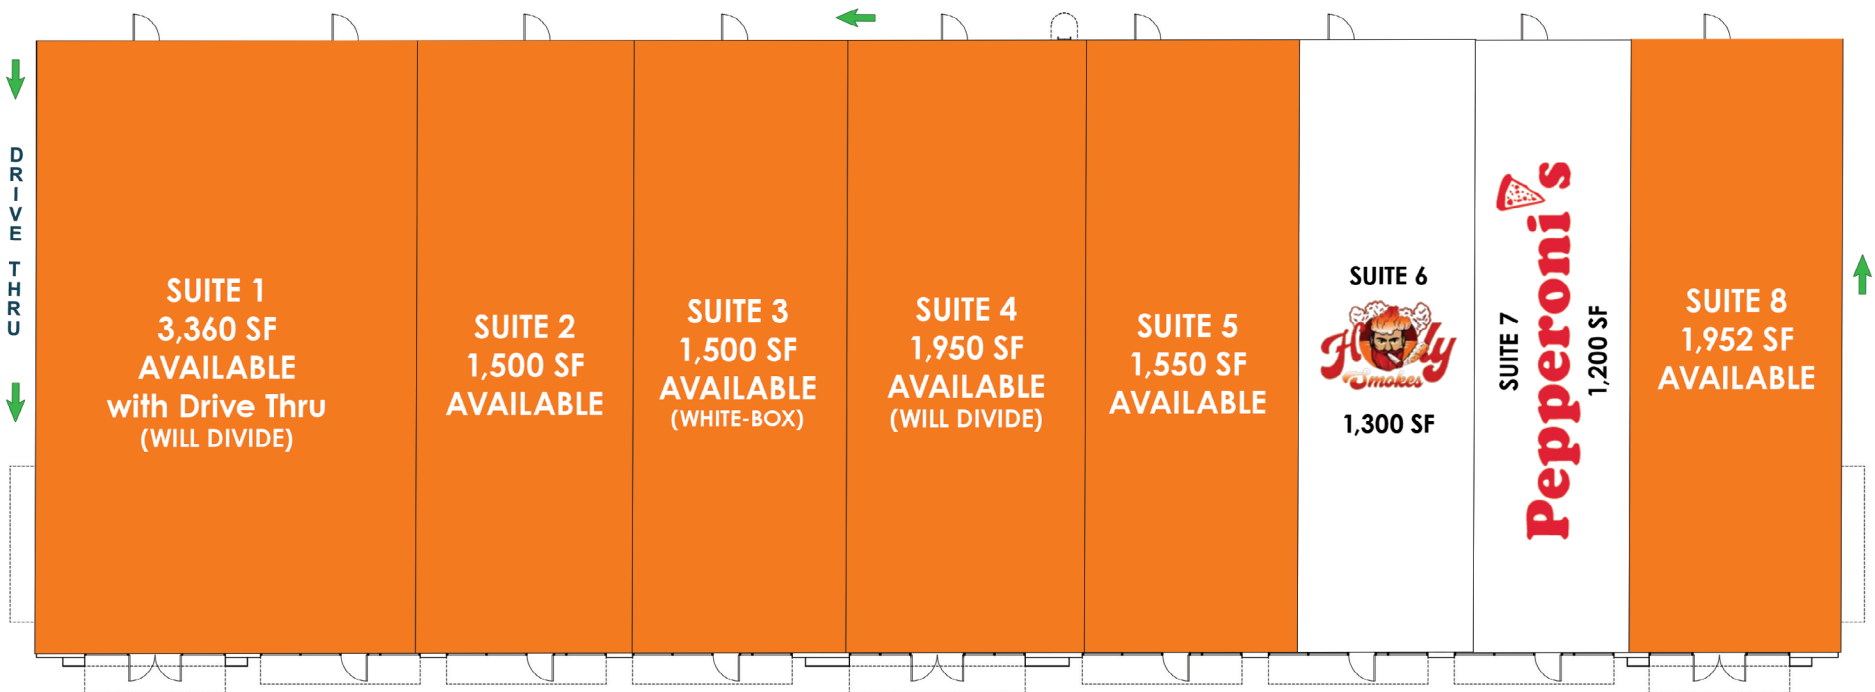 DRIVE THRU
SUITE 1
3,360 SF
AVAILABLE
with Drive Thru
(WILL DIVIDE)
SUITE 2
1,500 SF
AVAILABLE
SUITE 3
1,500 SF
AVAILABLE
(WHITE-BOX)
SUITE 4
1,950 SF
AVAILABLE
(WILL DIVIDE)
SUITE 5
1,550 SF
AVAILABLE
SUITE 6
Holy
Smokes
1,300 SF
SUITE 7
Pepperoni's
1,200 SF
SUITE 8
1,952 SF
AVAILABLE